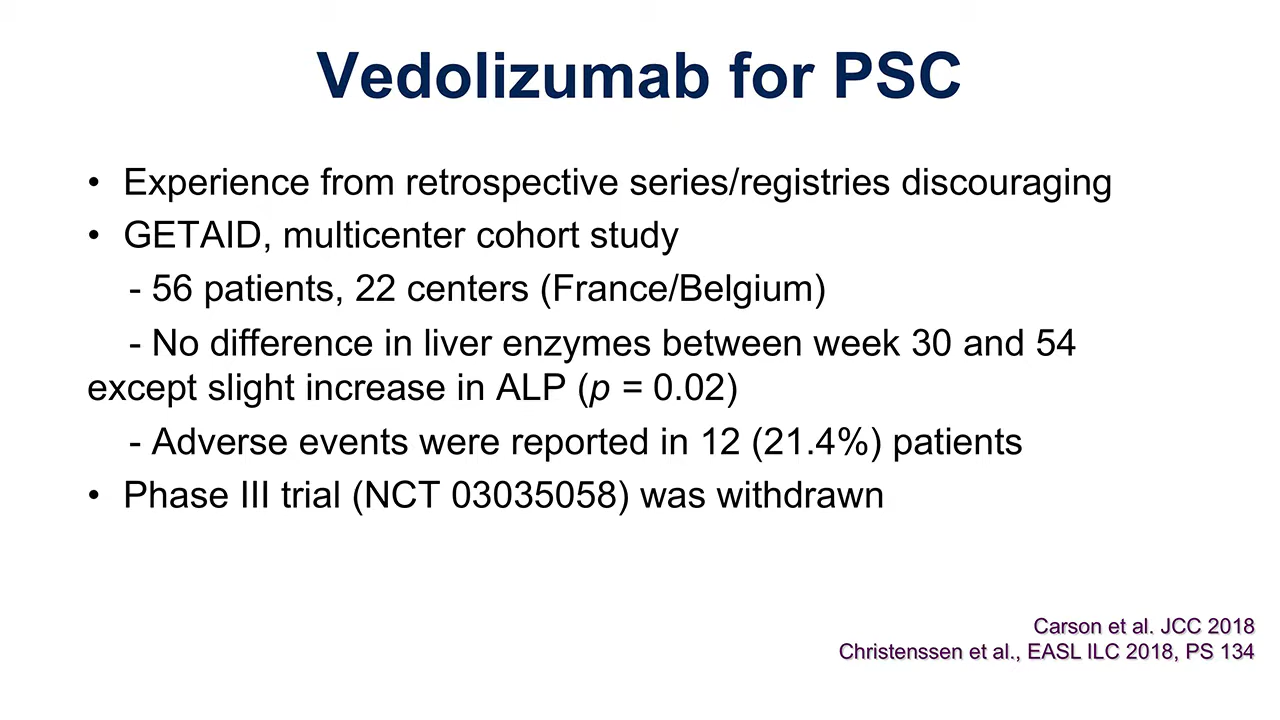 Vedolizumab for PSC
• Experience from retrospective series/registries discouraging
• GETAID, multicenter cohort study
- 56 patients, 22 centers (France/Belgium)
- No difference in liver enzymes between week 30 and 54
except slight increase in ALP (p = 0.02)
- Adverse events were reported in 12 (21.4%) patients
• Phase III trial (NCT 03035058) was withdrawn
Carson et al. JCC 2018
Christenssen et al., EASL ILC 2018, PS 134